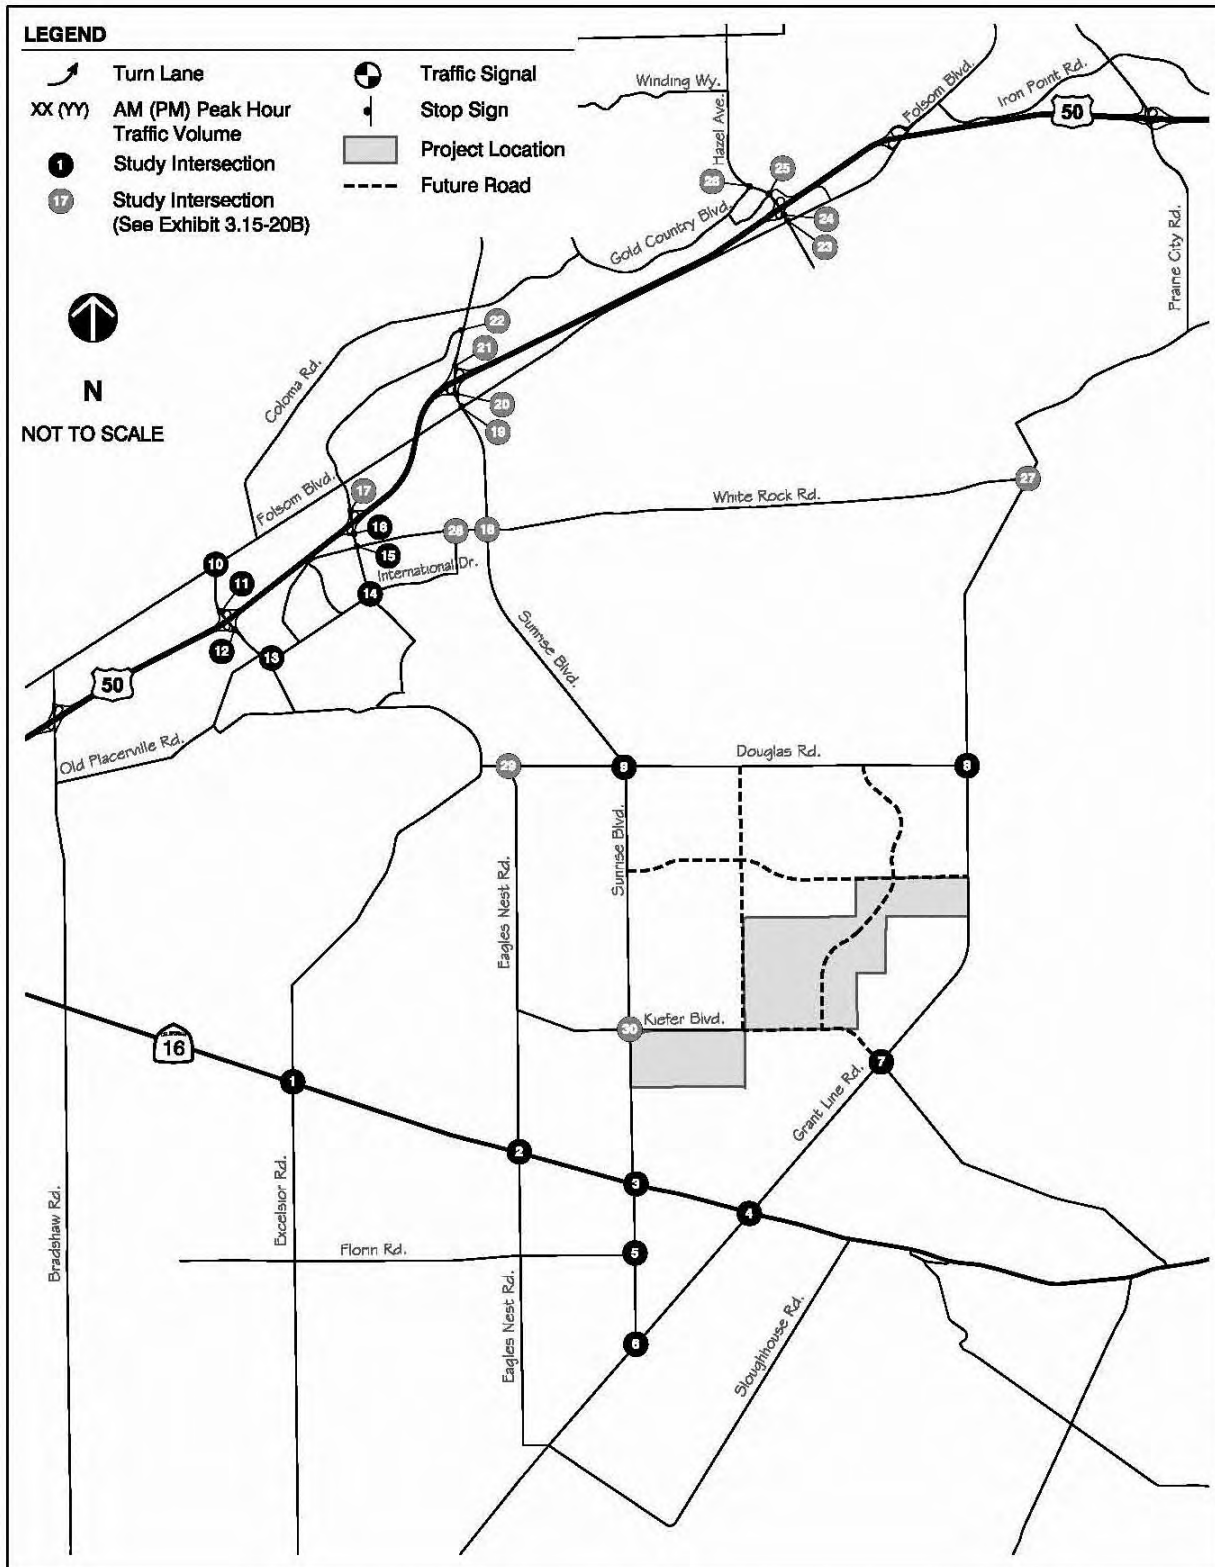 LEGEND
Turn Lane
XX (YY) AM (PM) Peak Hour
Traffic Volume
1 Study Intersection
17 Study Intersection
(See Exhibit 3.15-20B)
Traffic Signal
Stop Sign
Project Location
Future Road
N
NOT TO SCALE
Winding Wy.
Hazel Ave.
Folsom Blvd.
Iron Point Rd.
50
Gold Country Blvd.
25
24
23
Prairie City Rd.
22
21
20
19
Coloma Rd.
Folsom Blvd.
17
16
15
28
18
White Rock Rd.
27
International Dr.
10
11
12
13
14
50
Sunrise Blvd.
Old Placerville Rd.
29
9
Douglas Rd.
8
Eagles Nest Rd.
Sunrise Blvd.
CALIFORNIA
16
30
Kiefer Blvd.
7
Grant Line Rd.
1
2
3
4
5
6
Bradshaw Rd.
Excelsior Rd.
Florin Rd.
Eagles Nest Rd.
Sloughhouse Rd.